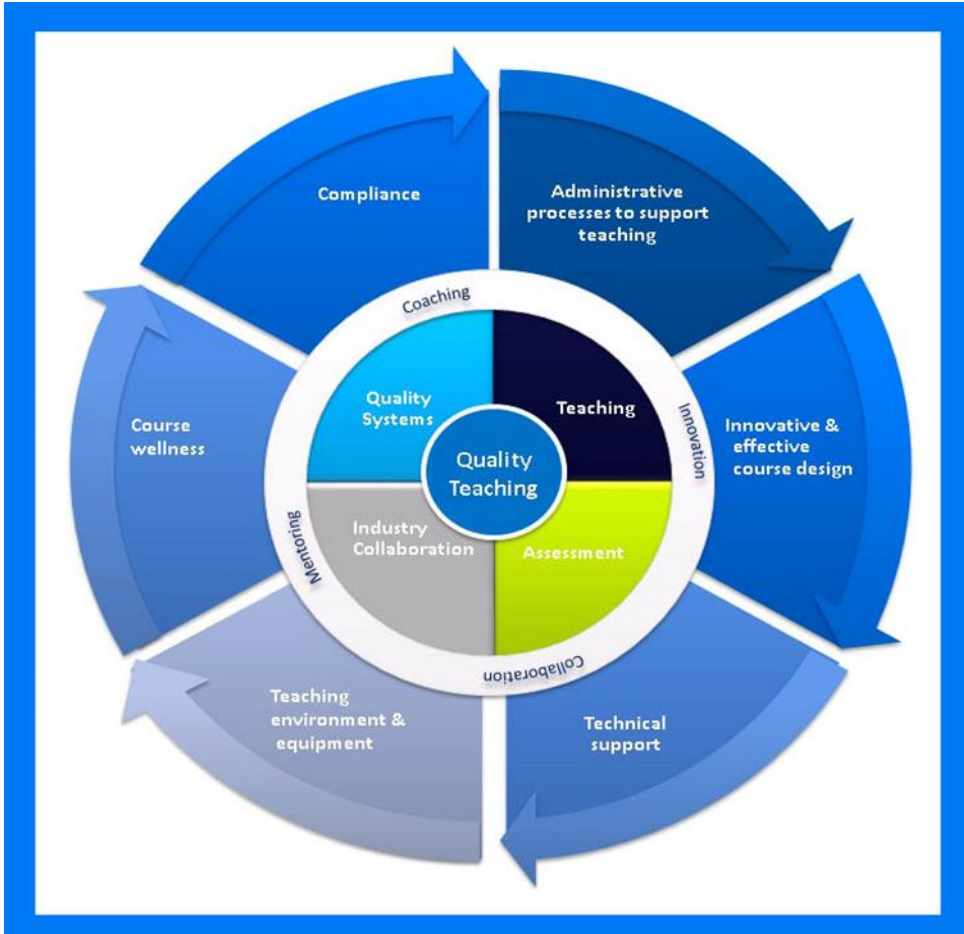 Compliance
Administrative
processes to support
teaching
Coaching
Quality
Systems
Teaching
Innovation
Course
wellness
Innovative &
effective
course design
Quality
Teaching
Industry
Collaboration
Assessment
Mentoring
Collaboration
Teaching
environment &
equipment
Technical
support